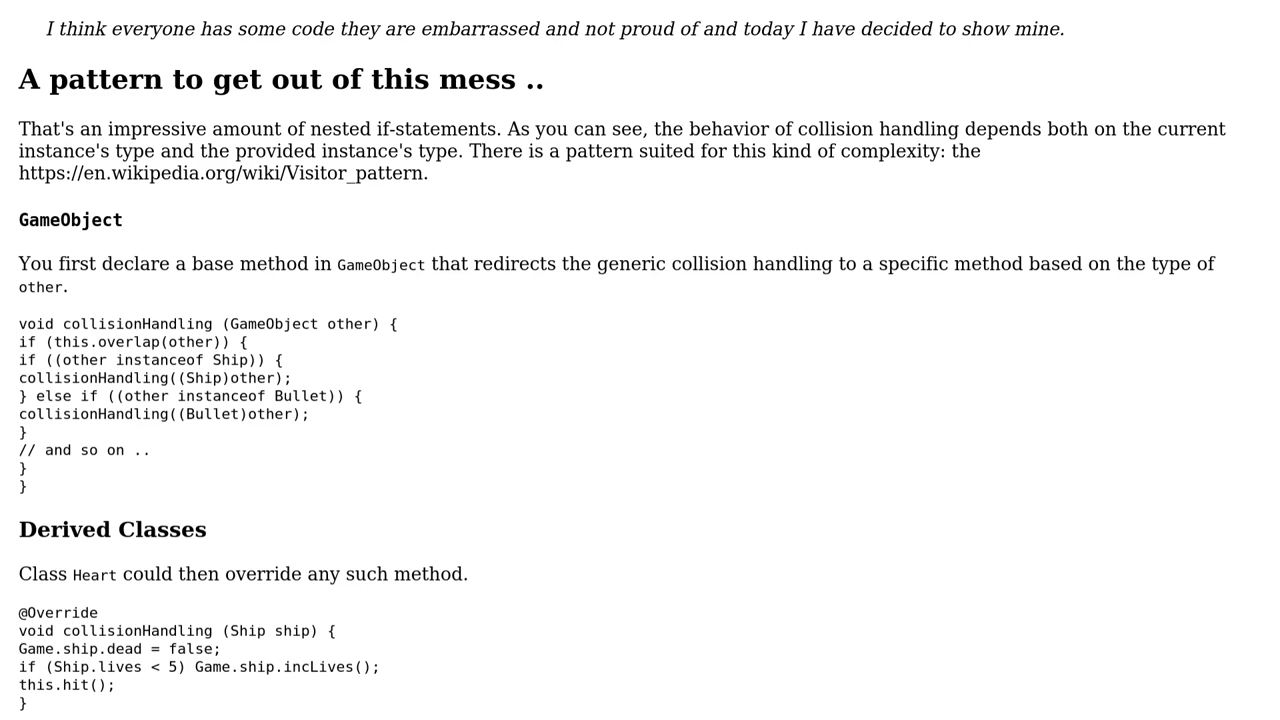 I think everyone has some code they are embarrassed and not proud of and today I have decided to show mine.
A pattern to get out of this mess ..
That's an impressive amount of nested if-statements. As you can see, the behavior of collision handling depends both on the current
instance's type and the provided instance's type. There is a pattern suited for this kind of complexity: the
https://en.wikipedia.org/wiki/Visitor_pattern.
GameObject
You first declare a base method in GameObject that redirects the generic collision handling to a specific method based on the type of
other.
void collisionHandling (GameObject other) {
if (this.overlap(other)) {
if ((other instanceof Ship)) {
collisionHandling((Ship)other);
} else if ((other instanceof Bullet)) {
collisionHandling((Bullet)other);
}
// and so on ..
}
}
Derived Classes
Class Heart could then override any such method.
@Override
void collisionHandling (Ship ship) {
Game.ship.dead = false;
if (Ship.lives < 5) Game.ship.incLives();
this.hit();
}